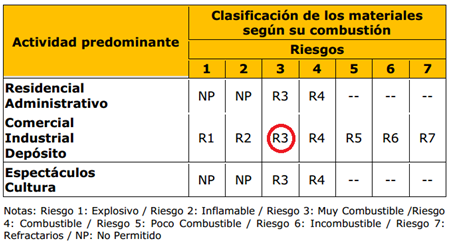 Actividad predominante
Clasificación de los materiales
según su combustión
Riesgos
1 2 3 4 5 6 7
Residencial
Administrativo
NP NP R3 R4 -- -- --
Comercial
Industrial
Depósito
R1 R2 R3 R4 R5 R6 R7
Espectáculos
Cultura
NP NP R3 R4 -- -- --
Notas: Riesgo 1: Explosivo / Riesgo 2: Inflamable / Riesgo 3: Muy Combustible /Riesgo
4: Combustible / Riesgo 5: Poco Combustible / Riesgo 6: Incombustible / Riesgo 7:
Refractarios / NP: No Permitido